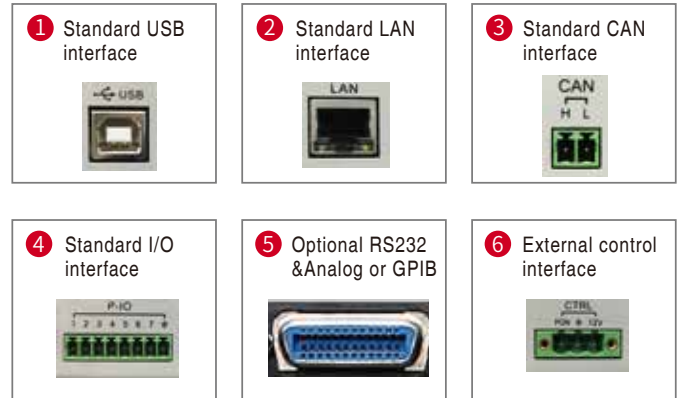 1 Standard USB
interface
USB
2 Standard LAN
interface
LAN
3 Standard CAN
interface
CAN
H L
4 Standard I/O
interface
P-IO
1 2 3 4 5 6 7 8
5 Optional RS232
&Analog or GPIB
6 External control
interface
CTRL
12V